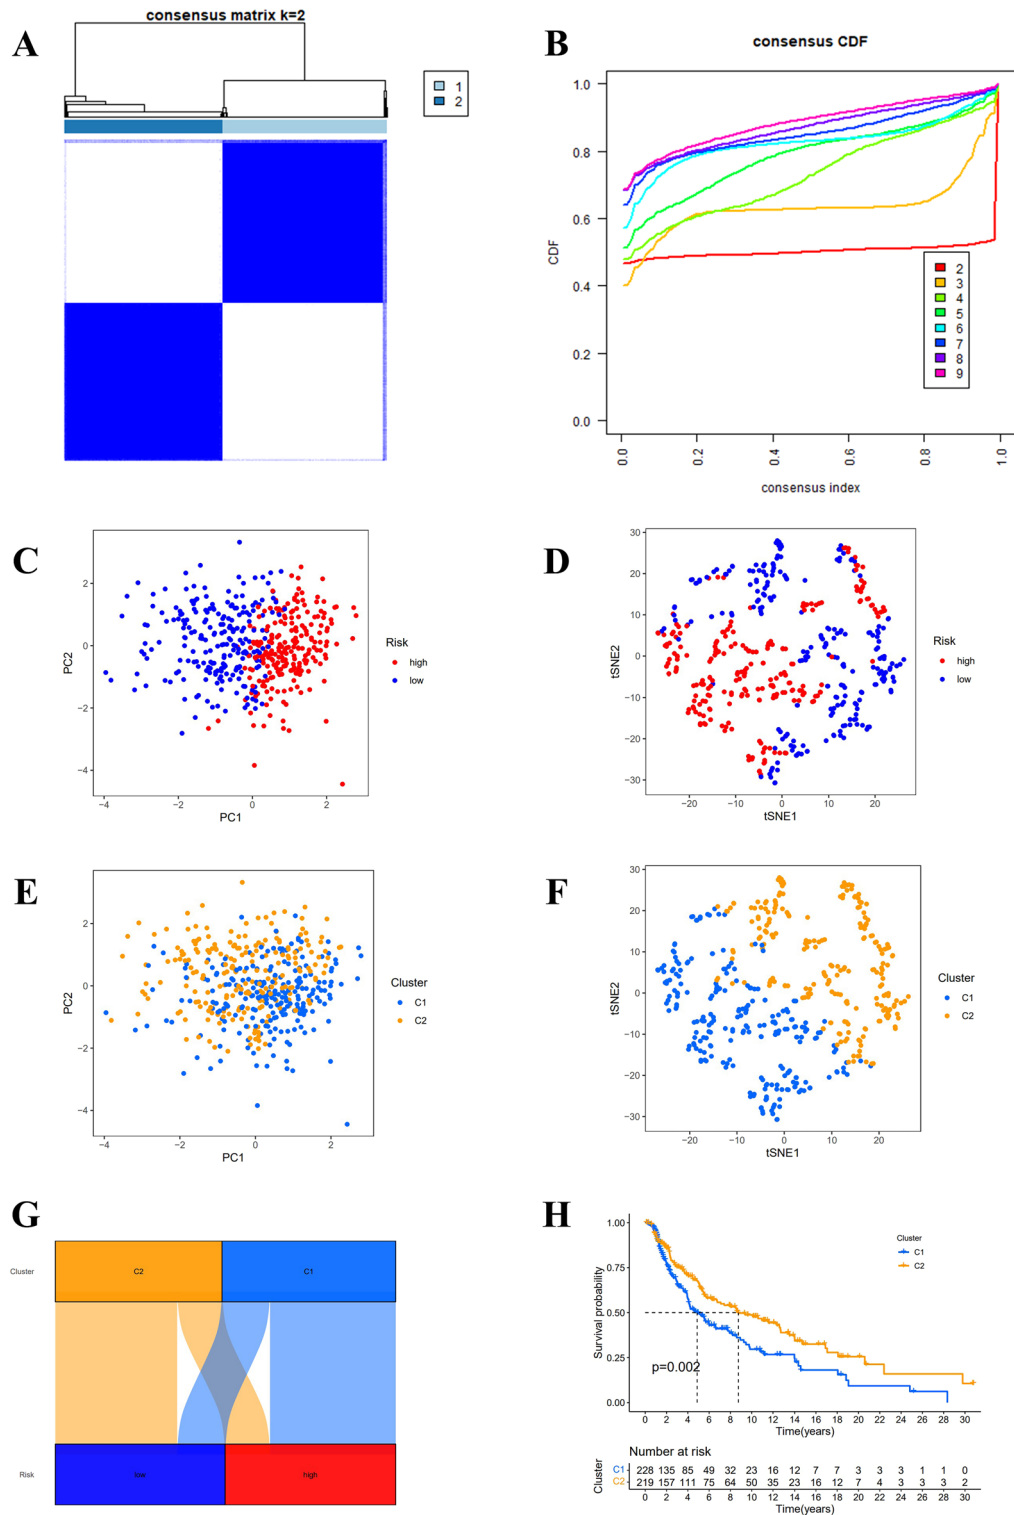 A
consensus matrix k=2
1
2
B
consensus CDF
CDF
1.0
0.8
0.6
0.4
0.2
0.0
2
3
4
5
6
7
8
9
0.0
0.2
0.4
0.6
0.8
1.0
consensus index
C
PC2
2
0
−2
−4
−4 −2 0 2
PC1
Risk
high
low
D
tSNE2
30
20
10
0
−10
−20
−30
−20 −10 0 10 20
tSNE1
Risk
high
low
E
PC2
2
0
−2
−4
−4 −2 0 2
PC1
Cluster
C1
C2
F
tSNE2
30
20
10
0
−10
−20
−30
−20 −10 0 10 20
tSNE1
Cluster
C1
C2
G
Cluster
C2
C1
Risk
low
high
H
Survival probability
1.00
0.75
0.50
0.25
0.00
Cluster
C1
C2
p=0.002
0 2 4 6 8 10 12 14 16 18 20 22 24 26 28 30
Time(years)
Number at risk
Cluster
C1 228 135 85 49 32 23 16 12 7 7 3 3 3 1 1 0
C2 219 157 111 75 64 50 35 23 16 12 7 4 3 3 3 2
0 2 4 6 8 10 12 14 16 18 20 22 24 26 28 30
Time(years)